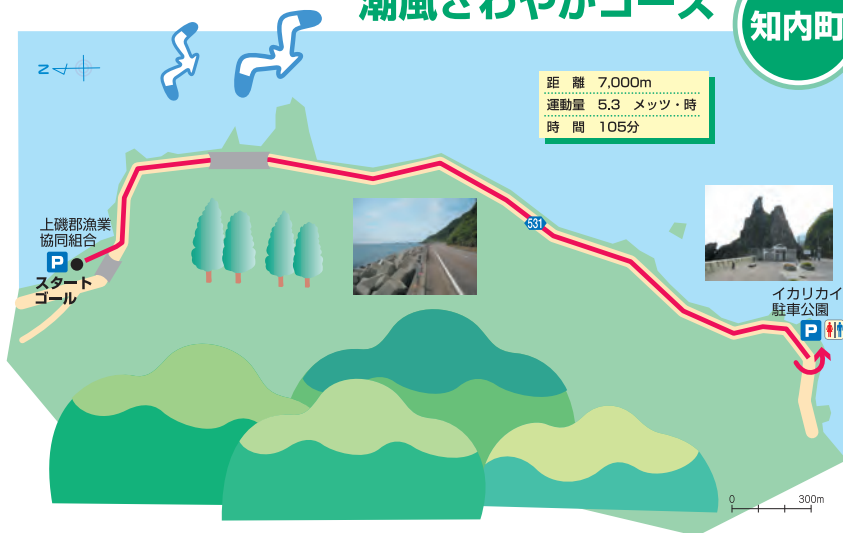 潮風さわやかコース
知内町
N
距　離　7,000m
運動量　5.3　メッツ・時
時　間　105分
上磯郡漁業
協同組合
P
スタート
ゴール
531
イカリカイ
駐車公園
P
0　300m